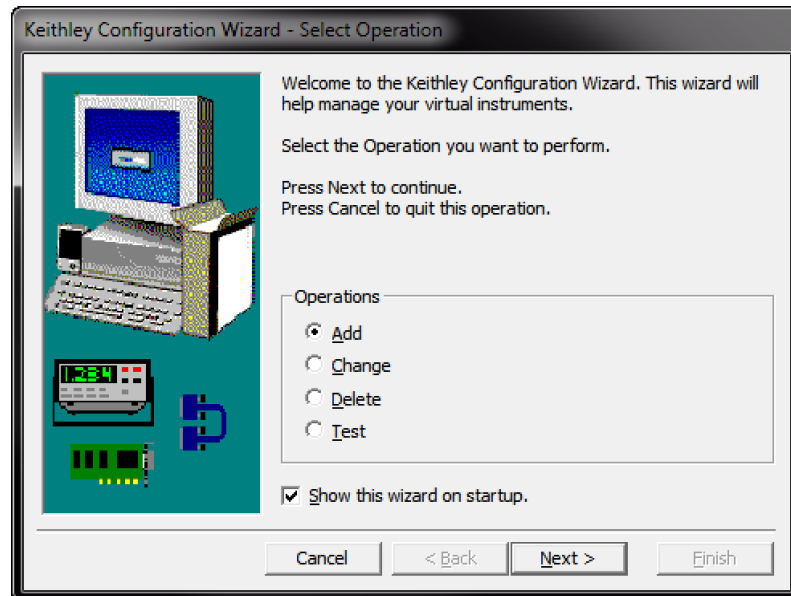 Keithley Configuration Wizard - Select Operation
Welcome to the Keithley Configuration Wizard. This wizard will
help manage your virtual instruments.
Select the Operation you want to perform.
Press Next to continue.
Press Cancel to quit this operation.
Operations
Add
Change
Delete
Test
1.284
Show this wizard on startup.
Cancel
< Back
Next >
Finish